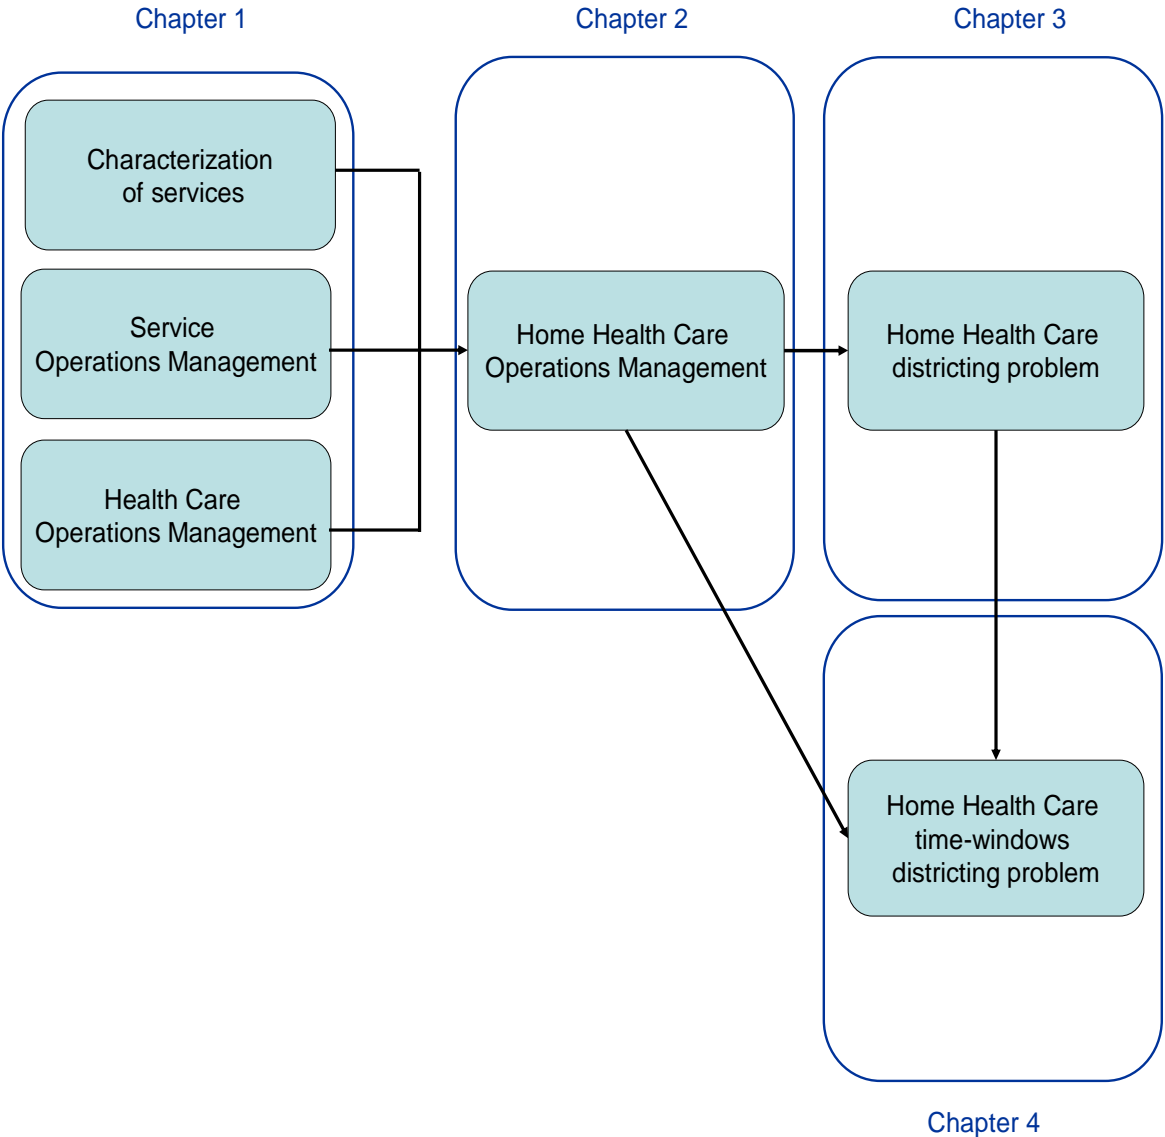 Chapter 1
Chapter 2
Chapter 3
Characterization
of services
Service
Operations Management
Health Care
Operations Management
Home Health Care
Operations Management
Home Health Care
districting problem
Home Health Care
time-windows
districting problem
Chapter 4